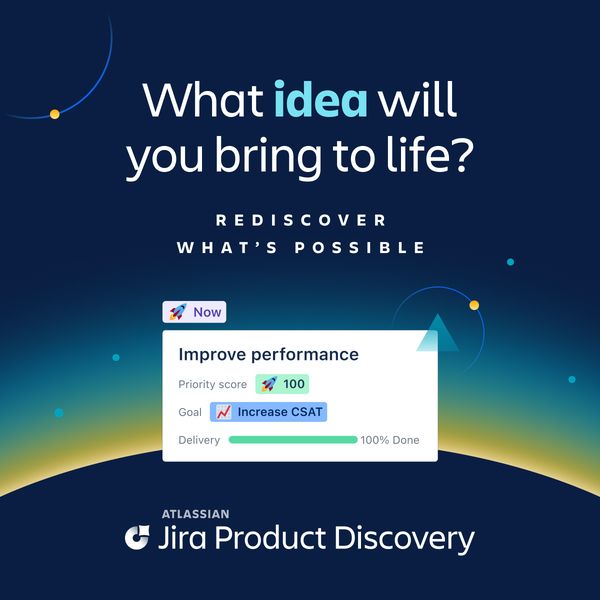 What idea will
you bring to life?
REDISCOVER
WHAT'S POSSIBLE
Now
Improve performance
Priority score 100
Goal Increase CSAT
Delivery 100% Done
ATLASSIAN
Jira Product Discovery